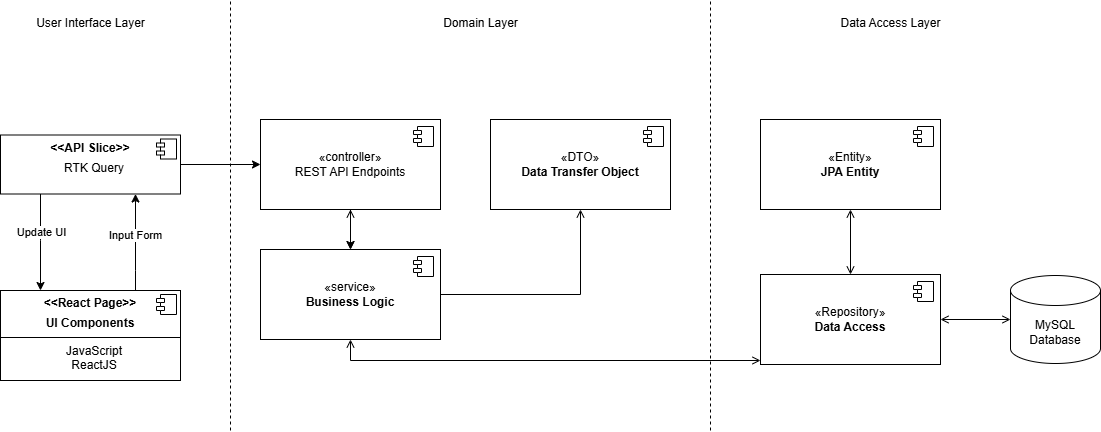 User Interface Layer
Domain Layer
Data Access Layer
<<API Slice>>
RTK Query
Update UI
Input Form
<<React Page>>
UI Components
JavaScript
ReactJS
«controller»
REST API Endpoints
«DTO»
Data Transfer Object
«service»
Business Logic
«Entity»
JPA Entity
«Repository»
Data Access
MySQL
Database